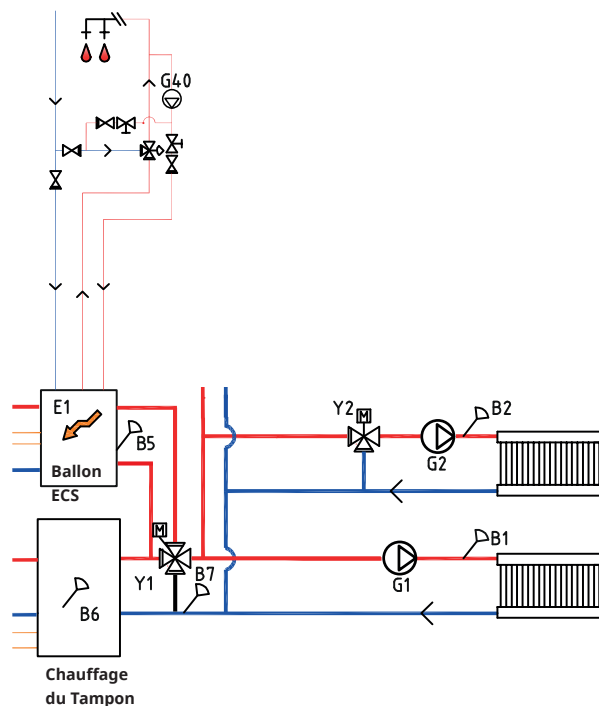 G40
E1
B5
Ballon
ECS
Y2
M
B2
G2
M
Y1
B7
B1
G1
B6
Chauffage
du Tampon